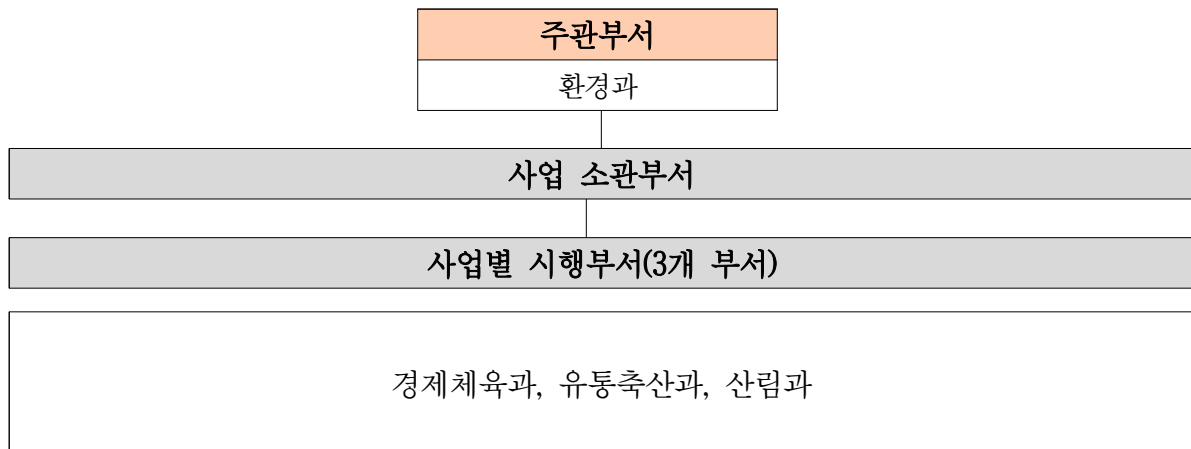 주관부서
환경과
사업 소관부서
사업별 시행부서(3개 부서)
경제체육과, 유통축산과, 산림과